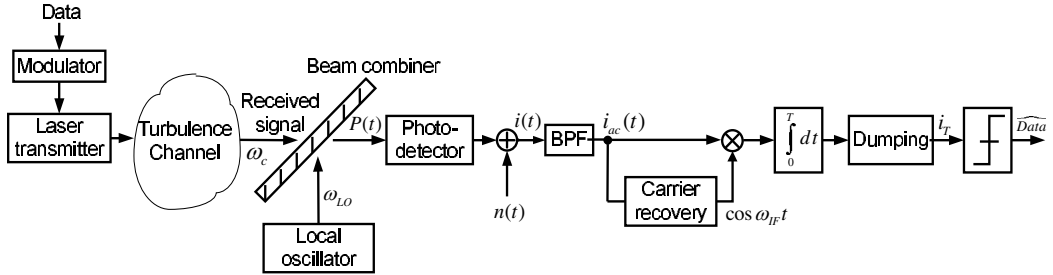 Data
Modulator
Laser
transmitter
Turbulence
Channel
Received
signal
ω_c
Beam combiner
P(t)
ω_LO
Local
oscillator
Photo-
detector
i(t)
n(t)
BPF
i_ac(t)
Carrier
recovery
cos ω_IF t
∫_0^T dt
Dumping
i_T
\widehat{Data}